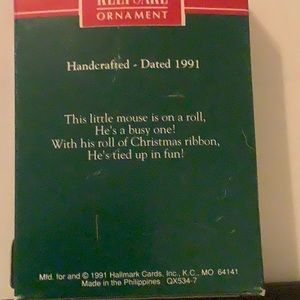 KEEPSAKE
ORNAMENT
Handcrafted - Dated 1991
This little mouse is on a roll,
He's a busy one!
With his roll of Christmas ribbon,
He's tied up in fun!
Mfd. for and © 1991 Hallmark Cards, Inc., K.C., MO 64141
Made in the Philippines QX534-7